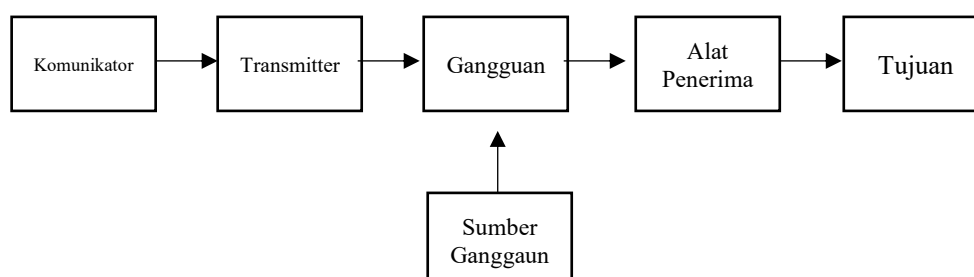 Komunikator
Transmitter
Gangguan
Alat
Penerima
Tujuan
Sumber
Ganggaun